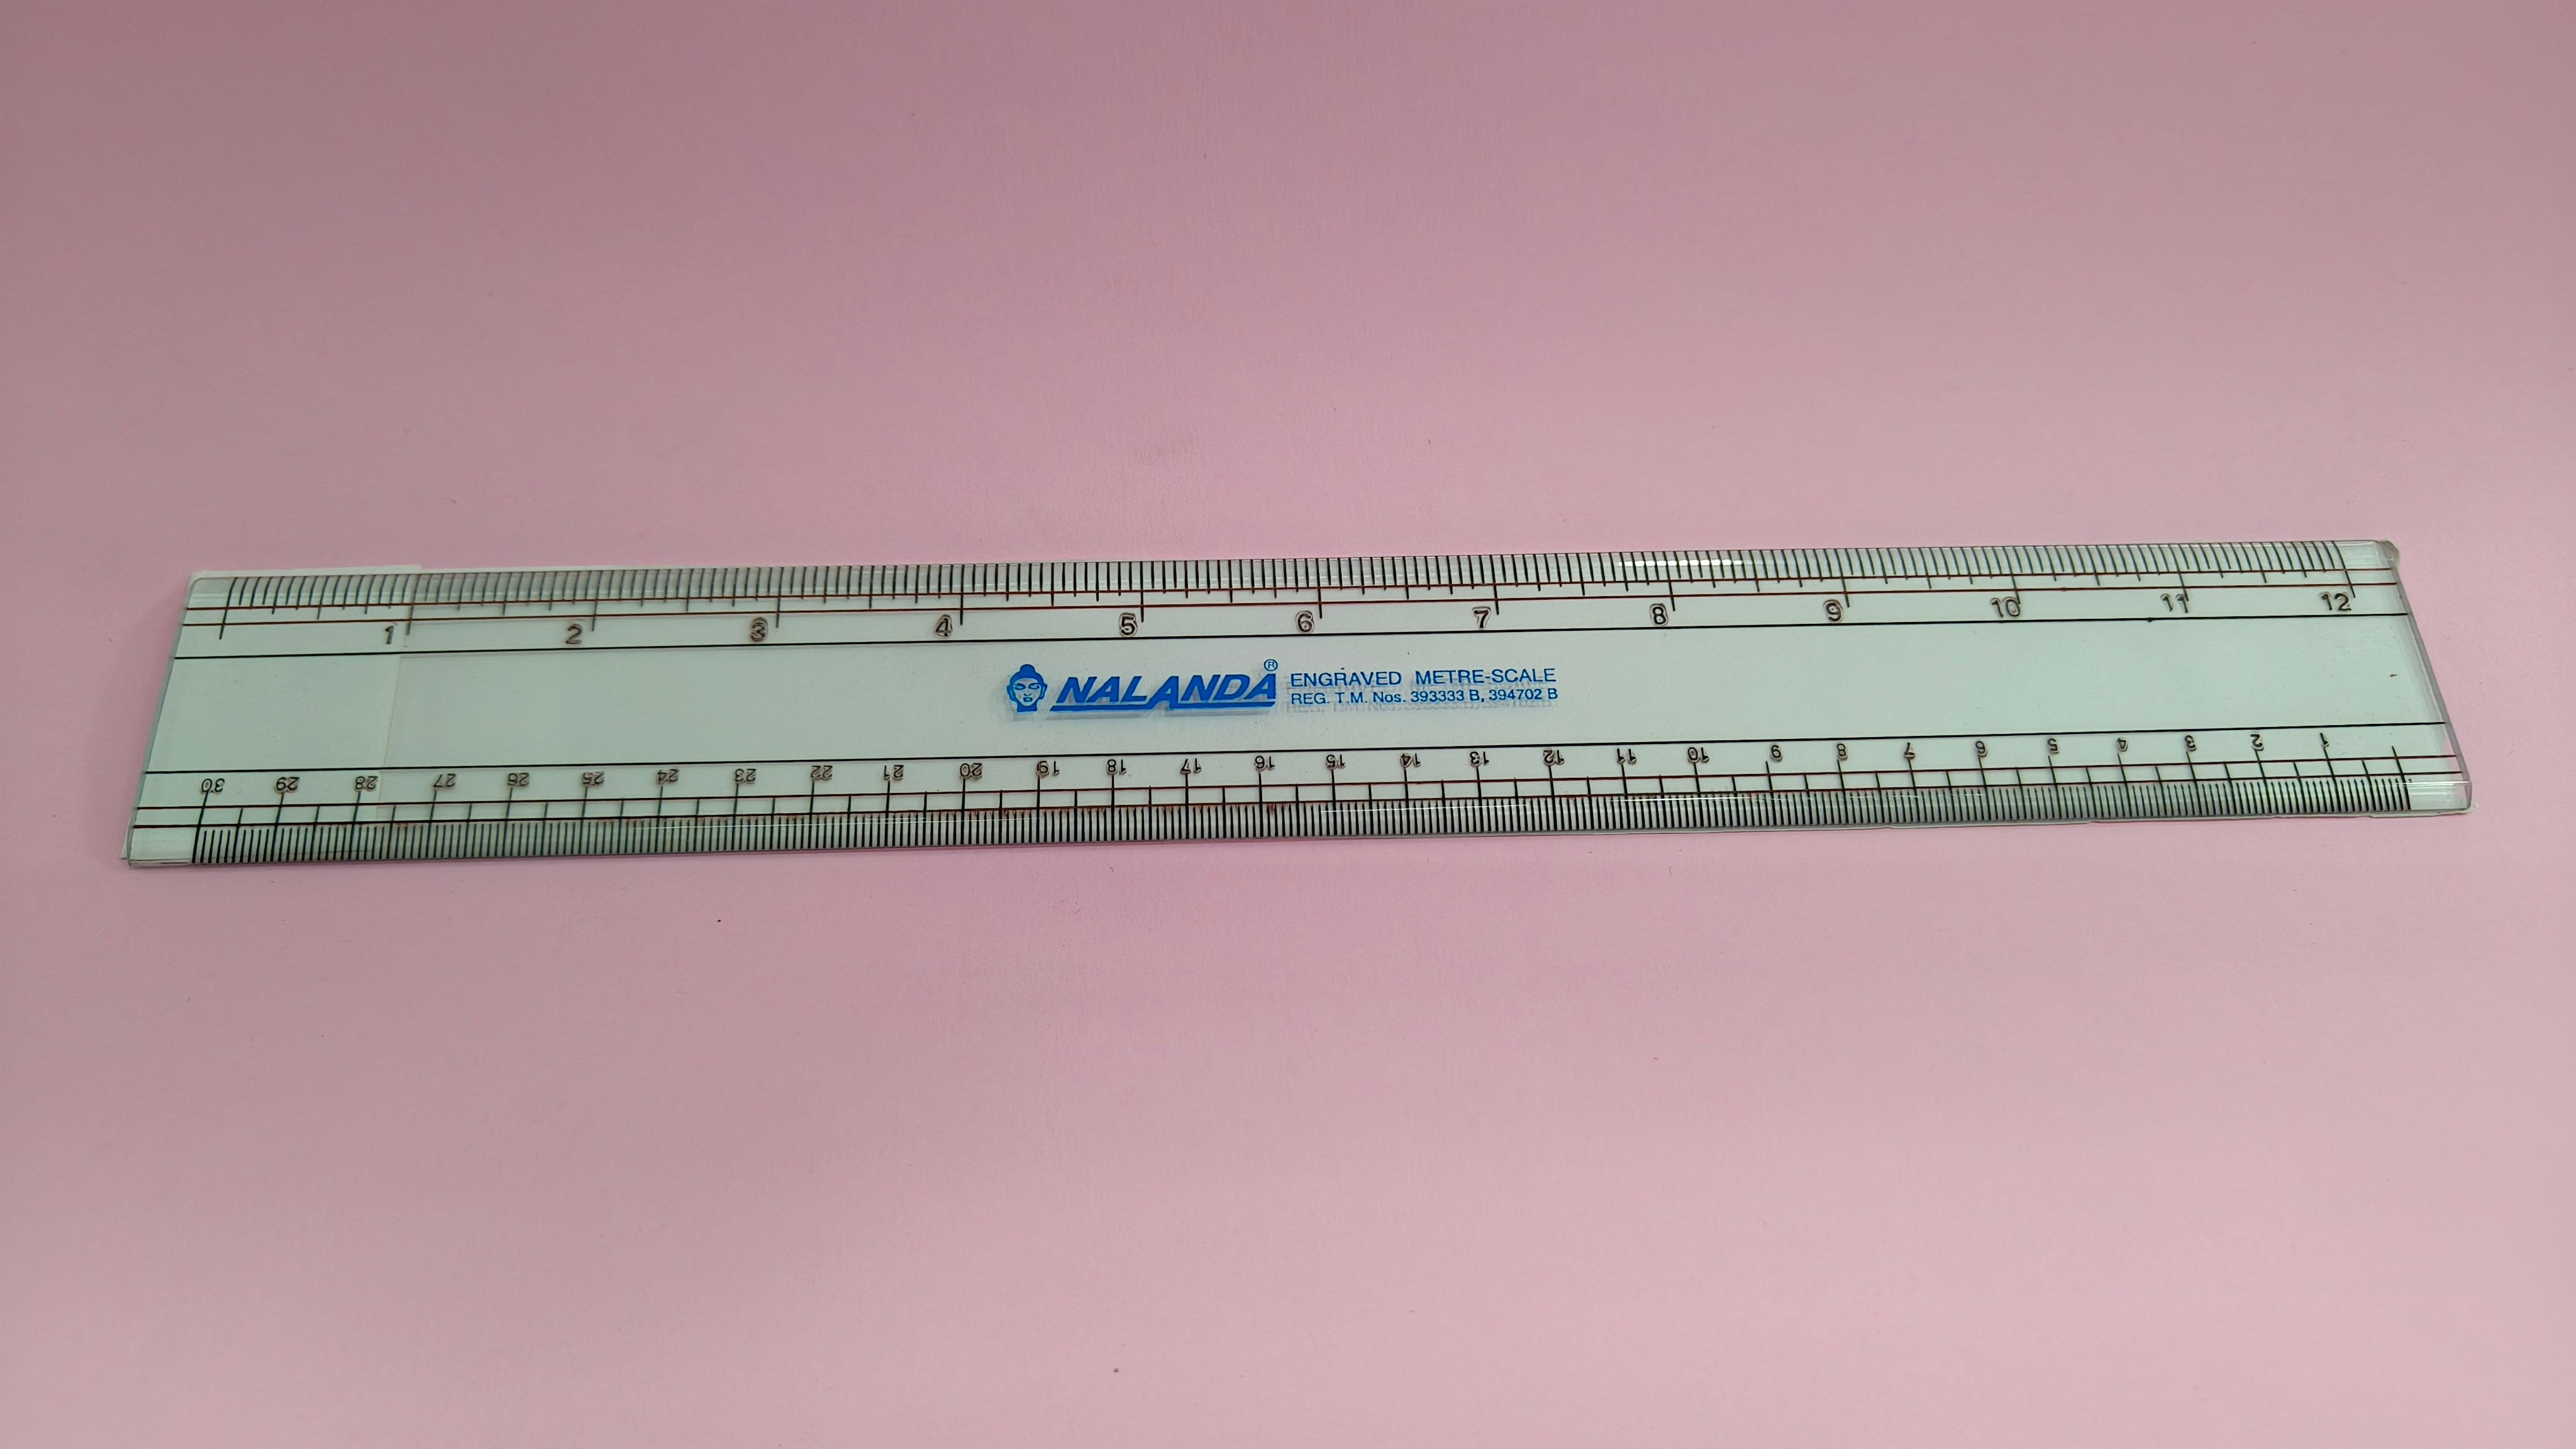 1 2 3 4 5 6 7 8 9 10 11 12
NALANDA® ENGRAVED METRE-SCALE
REG. T.M. Nos. 393333 B, 394702 B
30 29 28 27 26 25 24 23 22 21 20 19 18 17 16 15 14 13 12 11 10 9 8 7 6 5 4 3 2 1